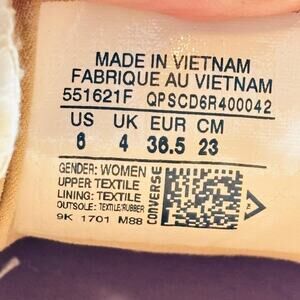 MADE IN VIETNAM
FABRIQUE AU VIETNAM
551621F QPSCD6R400042
US UK EUR CM
6 4 36.5 23
GENDER: WOMEN
UPPER: TEXTILE
LINING: TEXTILE
OUTSOLE: TEXTILE/RUBBER
9K 1701 M88
CONVERSE